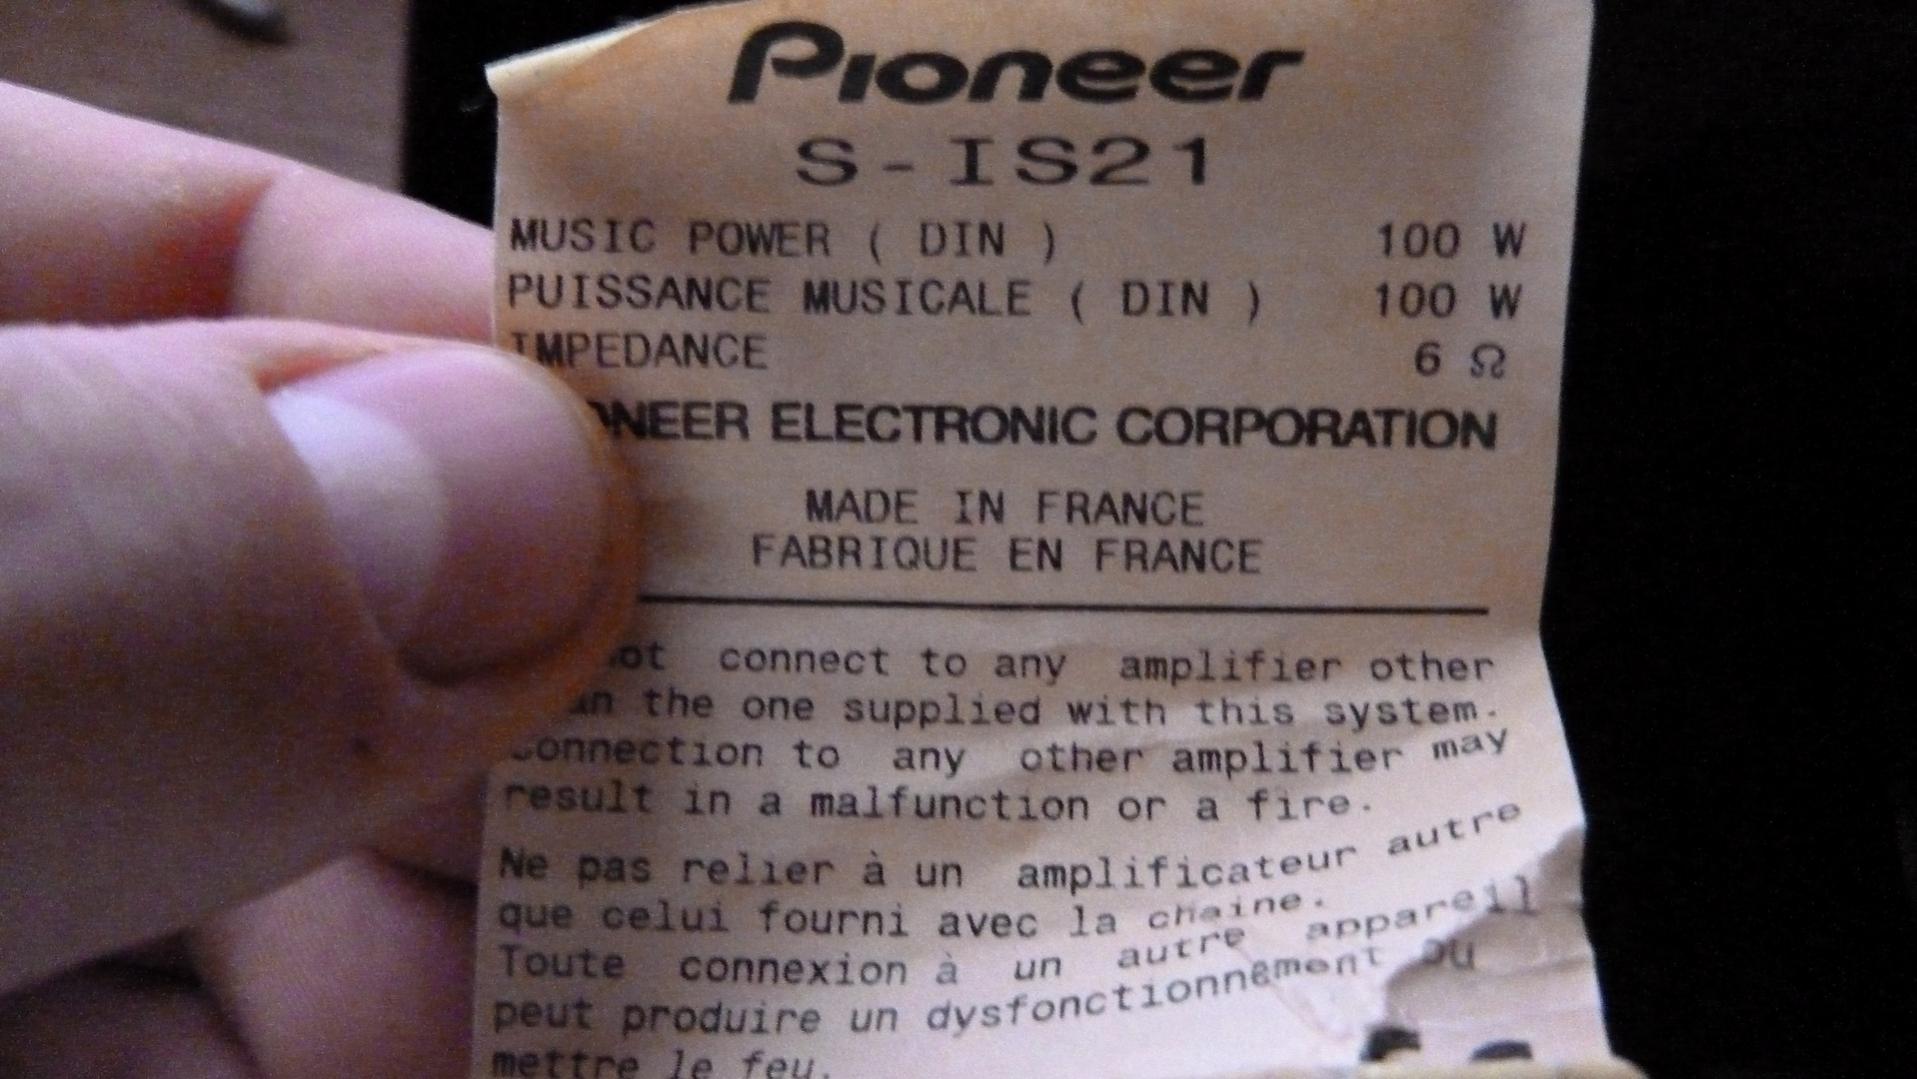 Pioneer
S-IS21
MUSIC POWER ( DIN ) 100 W
PUISSANCE MUSICALE ( DIN ) 100 W
IMPEDANCE 6 Ω
ELECTRONIC CORPORATION
MADE IN FRANCE
FABRIQUE EN FRANCE
connect to any amplifier other
the one supplied with this system.
Connection to any other amplifier may
result in a malfunction or a fire.
Ne pas relier à un amplificateur autre
que celui fourni avec la chaine.
Toute connexion à un autre appareil
peut produire un dysfonctionnement ou
mettre le feu.